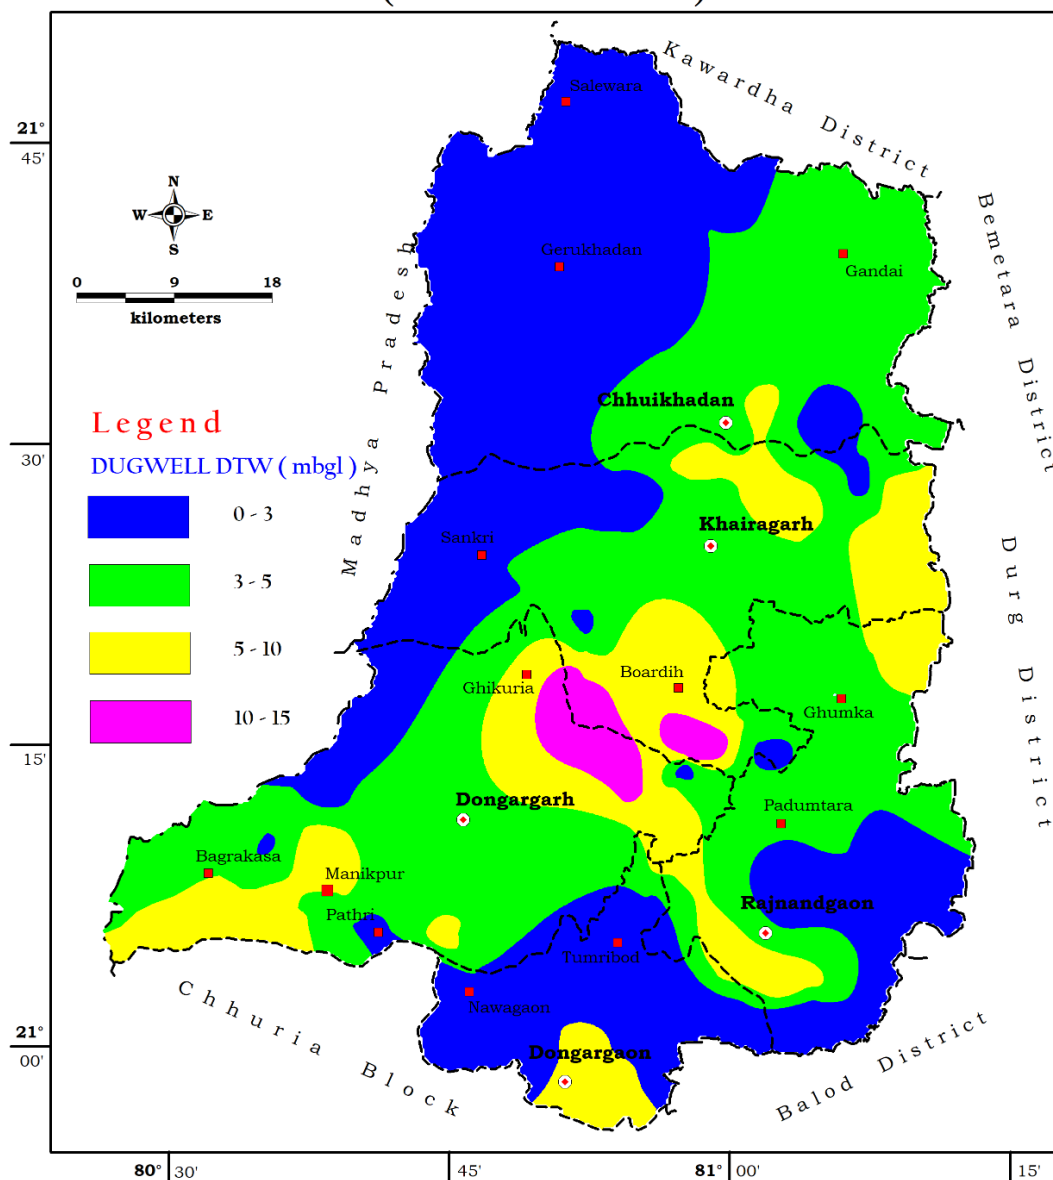 Kawardha District
Salewara
21°
45'
N
W E
S
Bemetara District
Gerukhadan
Gandai
0 9 18
kilometers
Madhya Pradesh
Chhuikhadan
Legend
30'
DUGWELL DTW ( mbgl )
0 - 3
Khairagarh
Sankri
Durg District
3-5
5 - 10
Boardih
Ghikuria
Ghumka
10 - 15
15'
Dongargarh
Padumtara
Bagrakasa
Manikpur
Rajnandgaon
Pathri
Tumribod
Chhuria Block
Nawagaon
21°
00'
Dongargaon
Balod District
80° 30' 45' 81° 00' 15'